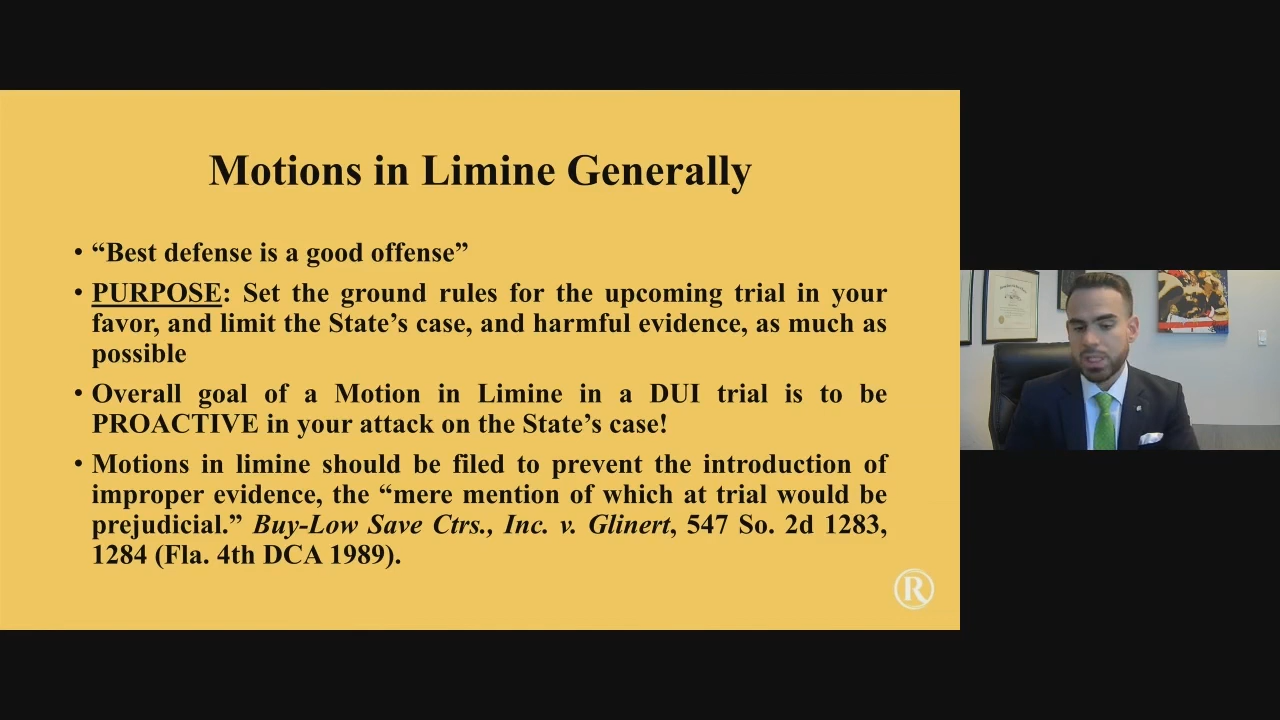 Motions in Limine Generally
• “Best defense is a good offense”
• PURPOSE: Set the ground rules for the upcoming trial in your
favor, and limit the State’s case, and harmful evidence, as much as
possible
• Overall goal of a Motion in Limine in a DUI trial is to be
PROACTIVE in your attack on the State’s case!
• Motions in limine should be filed to prevent the introduction of
improper evidence, the “mere mention of which at trial would be
prejudicial.” Buy-Low Save Ctrs., Inc. v. Glinert, 547 So. 2d 1283,
1284 (Fla. 4th DCA 1989).
R